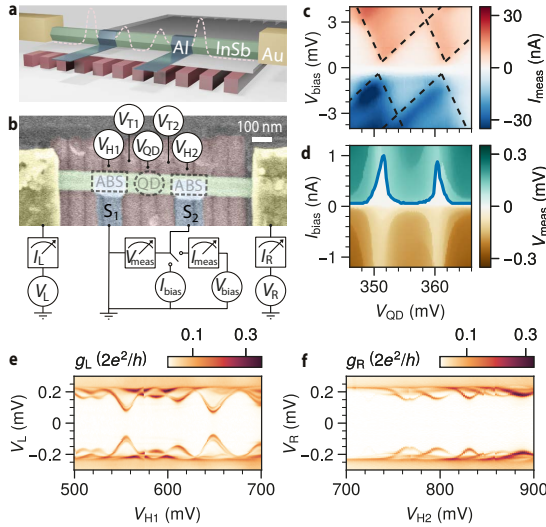 a
Al
InSb
Au
b
100 nm
V_T1
V_T2
V_H1
V_QD
V_H2
ABS
QD
ABS
S_1
S_2
I_L
V_meas
I_meas
I_R
V_L
I_bias
V_bias
V_R
c
V_bias (mV)
3
0
-3
I_meas (nA)
30
0
-30
d
I_bias (nA)
1
0
-1
350
360
V_QD (mV)
V_meas (mV)
0.3
0
-0.3
e
g_L (2e²/h)
0.1
0.3
V_L (mV)
0.2
0
-0.2
500
600
700
V_H1 (mV)
f
g_R (2e²/h)
0.1
0.3
V_R (mV)
0.2
0
-0.2
700
800
900
V_H2 (mV)